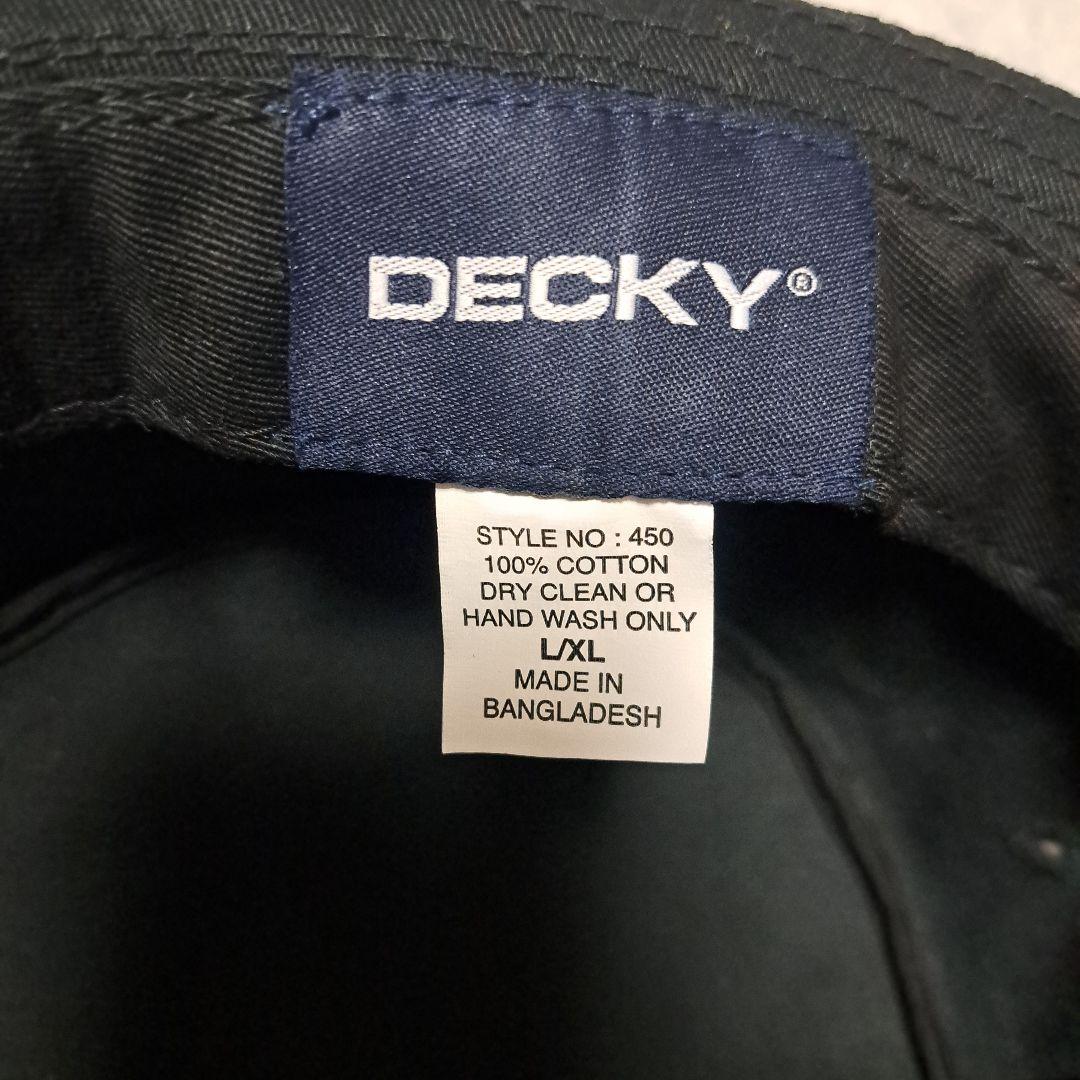 DECKY®
STYLE NO : 450
100% COTTON
DRY CLEAN OR
HAND WASH ONLY
L/XL
MADE IN
BANGLADESH